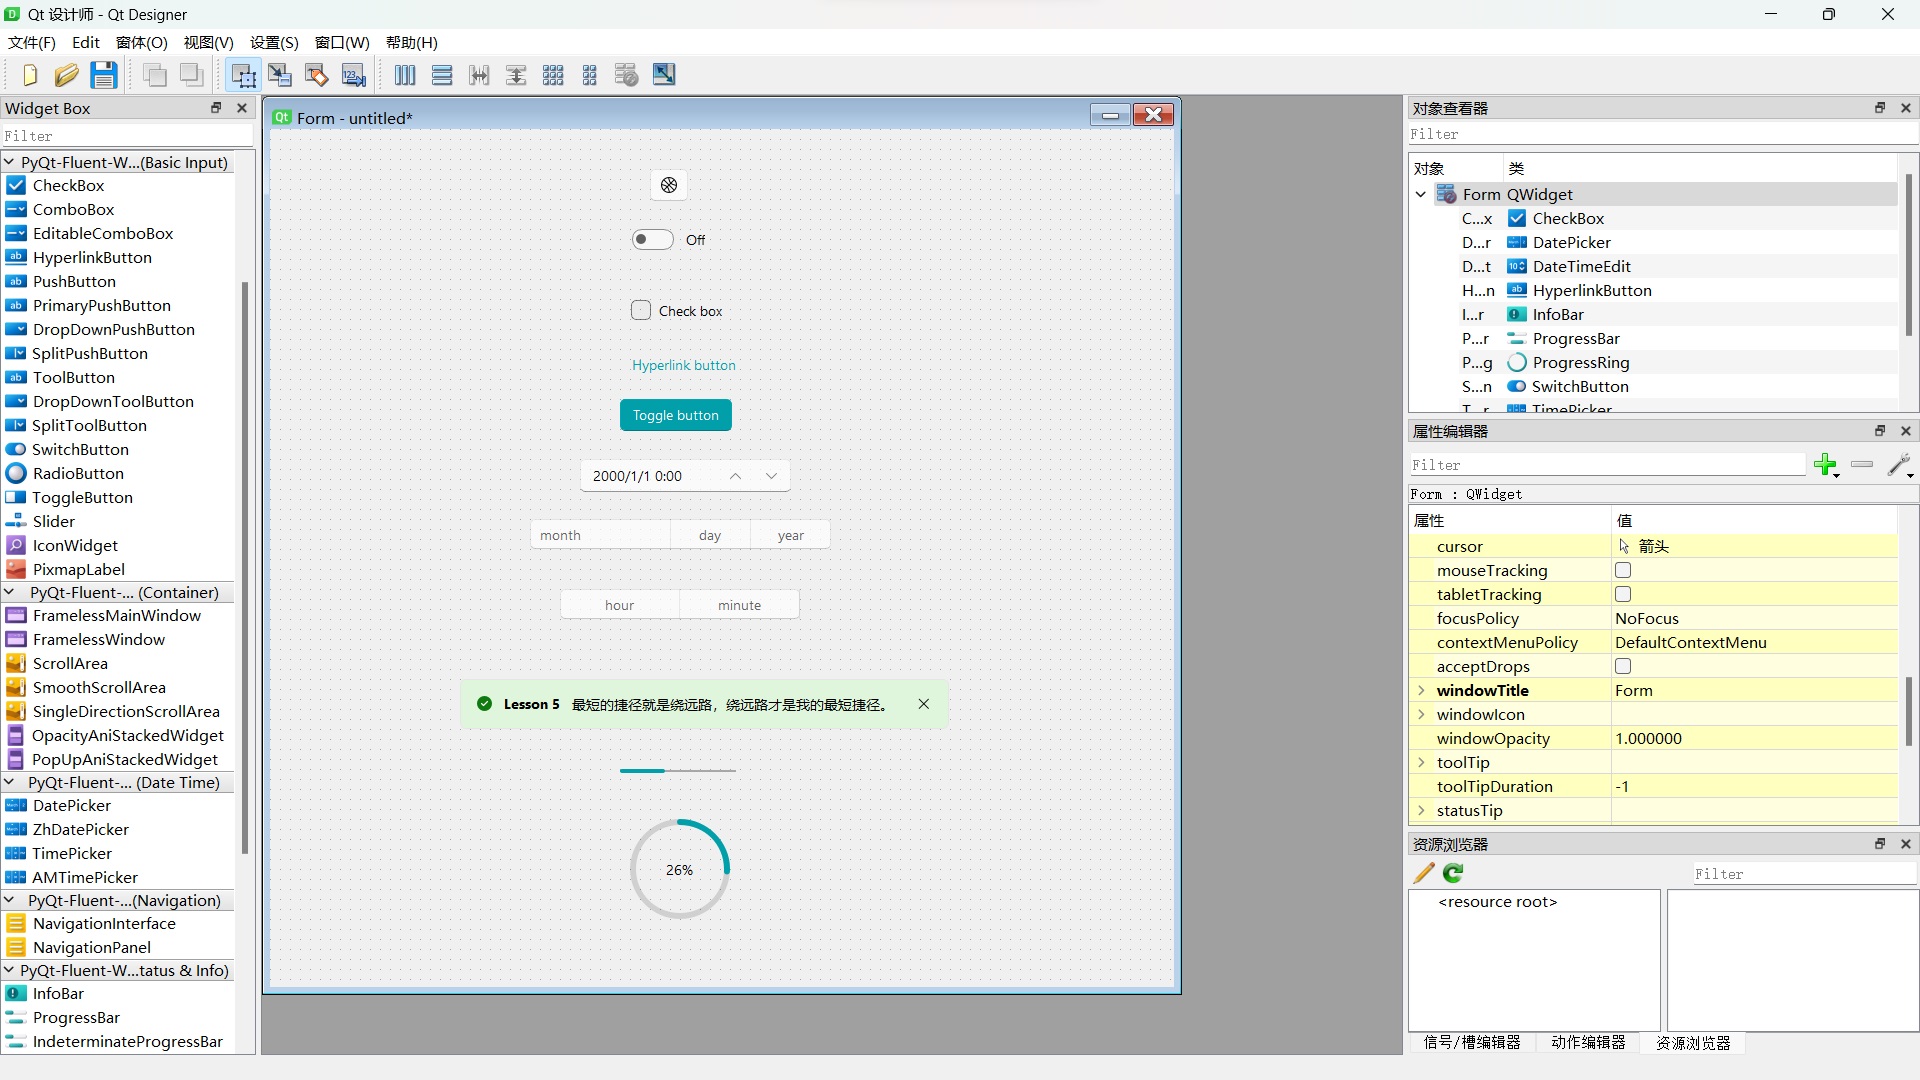 Qt 设计师 - Qt Designer
文件(F) Edit 窗体(O) 视图(V) 设置(S) 窗口(W) 帮助(H)
Widget Box
Filter
PyQt-Fluent-W...(Basic Input)
CheckBox
ComboBox
EditableComboBox
HyperlinkButton
PushButton
PrimaryPushButton
DropDownPushButton
SplitPushButton
ToolButton
DropDownToolButton
SplitToolButton
SwitchButton
RadioButton
ToggleButton
Slider
IconWidget
PixmapLabel
PyQt-Fluent-... (Container)
FramelessMainWindow
FramelessWindow
ScrollArea
SmoothScrollArea
SingleDirectionScrollArea
OpacityAniStackedWidget
PopUpAniStackedWidget
PyQt-Fluent-... (Date Time)
DatePicker
ZhDatePicker
TimePicker
AMTimePicker
PyQt-Fluent-...(Navigation)
NavigationInterface
NavigationPanel
PyQt-Fluent-W...tatus & Info)
InfoBar
ProgressBar
IndeterminateProgressBar
Form - untitled*
Off
Check box
Hyperlink button
Toggle button
2000/1/1 0:00
month day year
hour minute
Lesson 5 最短的捷径就是绕远路，绕远路才是我的最短捷径。
26%
对象查看器
Filter
对象 类
Form QWidget
C...x CheckBox
D...r DatePicker
D...t DateTimeEdit
H...n HyperlinkButton
I...r InfoBar
P...r ProgressBar
P...g ProgressRing
S...n SwitchButton
T...r TimePicker
属性编辑器
Filter
Form : QWidget
属性 值
cursor 箭头
mouseTracking
tabletTracking
focusPolicy NoFocus
contextMenuPolicy DefaultContextMenu
acceptDrops
windowTitle Form
windowIcon
windowOpacity 1.000000
toolTip
toolTipDuration -1
statusTip
资源浏览器
Filter
<resource root>
信号/槽编辑器 动作编辑器 资源浏览器